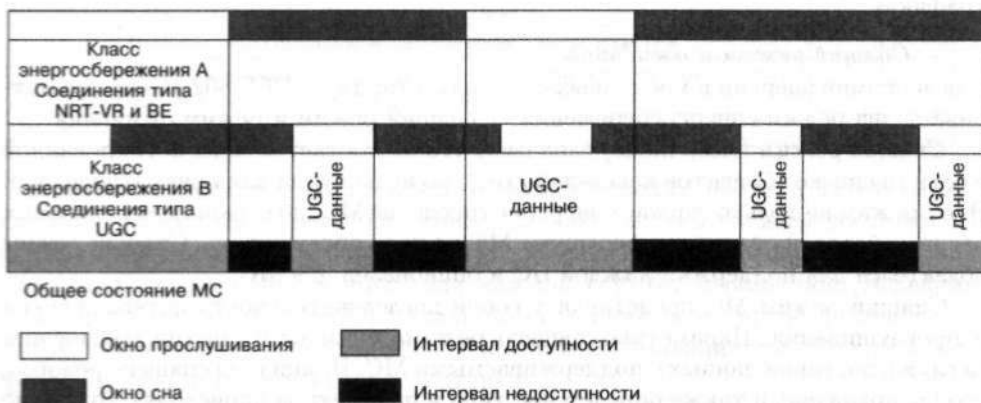 Класс
энергосбережения А
Соединения типа
NRT-VR и BE
Класс
энергосбережения В
Соединения типа
UGC
UGC-
данные
UGC-
данные
UGC-
данные
UGC-
данные
Общее состояние МС
Окно прослушивания
Интервал доступности
Окно сна
Интервал недоступности